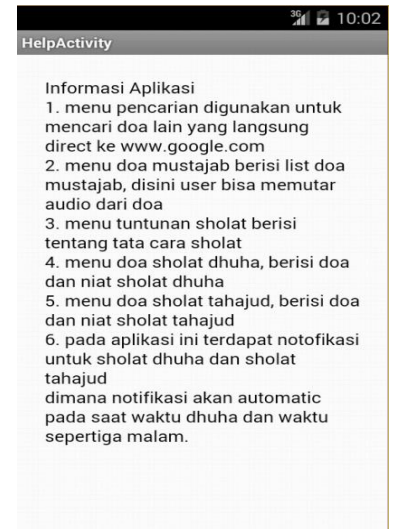 3G 10:02
HelpActivity
Informasi Aplikasi
1. menu pencarian digunakan untuk
mencari doa lain yang langsung
direct ke www.google.com
2. menu doa mustajab berisi list doa
mustajab, disini user bisa memutar
audio dari doa
3. menu tuntunan sholat berisi
tentang tata cara sholat
4. menu doa sholat dhuha, berisi doa
dan niat sholat dhuha
5. menu doa sholat tahajud, berisi doa
dan niat sholat tahajud
6. pada aplikasi ini terdapat notofikasi
untuk sholat dhuha dan sholat
tahajud
dimana notifikasi akan automatic
pada saat waktu dhuha dan waktu
sepertiga malam.